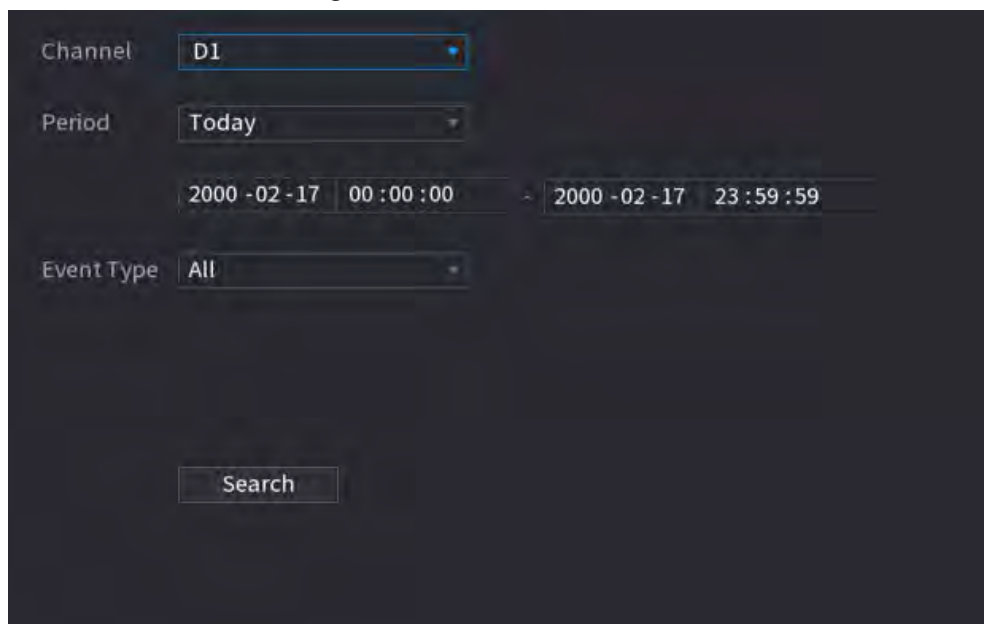 Channel D1
Period Today
2000 -02 -17 00 :00 :00 - 2000 -02 -17 23 :59 :59
Event Type All
Search